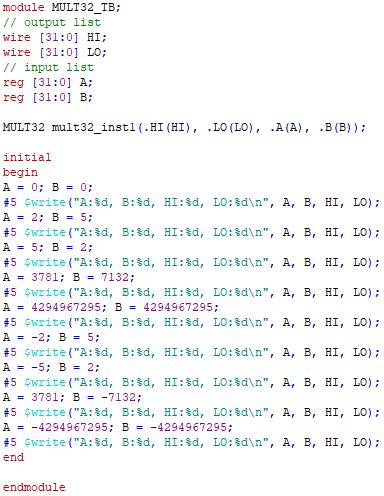 module MULT32_TB;
// output list
wire [31:0] HI;
wire [31:0] LO;
// input list
reg [31:0] A;
reg [31:0] B;
MULT32 mult32_inst1(.HI(HI), .LO(LO), .A(A), .B(B));
initial
begin
A = 0; B = 0;
#5 $write("A:%d, B:%d, HI:%d, LO:%d\n", A, B, HI, LO);
A = 2; B = 5;
#5 $write("A:%d, B:%d, HI:%d, LO:%d\n", A, B, HI, LO);
A = 5; B = 2;
#5 $write("A:%d, B:%d, HI:%d, LO:%d\n", A, B, HI, LO);
A = 3781; B = 7132;
#5 $write("A:%d, B:%d, HI:%d, LO:%d\n", A, B, HI, LO);
A = 4294967295; B = 4294967295;
#5 $write("A:%d, B:%d, HI:%d, LO:%d\n", A, B, HI, LO);
A = -2; B = 5;
#5 $write("A:%d, B:%d, HI:%d, LO:%d\n", A, B, HI, LO);
A = -5; B = 2;
#5 $write("A:%d, B:%d, HI:%d, LO:%d\n", A, B, HI, LO);
A = 3781; B = -7132;
#5 $write("A:%d, B:%d, HI:%d, LO:%d\n", A, B, HI, LO);
A = -4294967295; B = -4294967295;
#5 $write("A:%d, B:%d, HI:%d, LO:%d\n", A, B, HI, LO);
end
endmodule